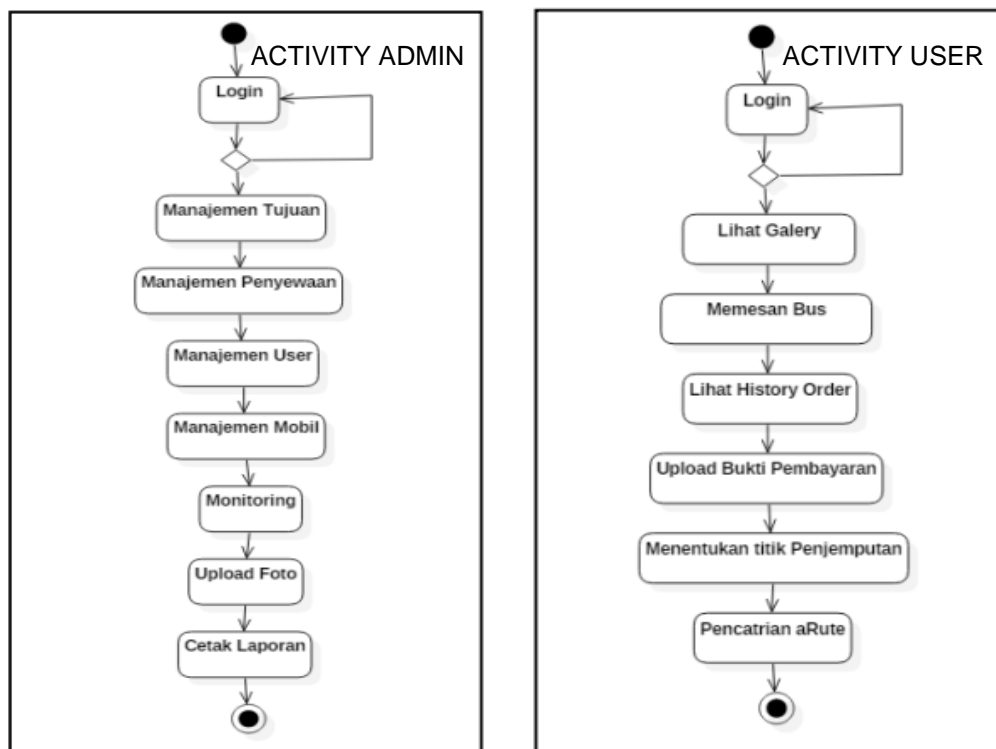 ACTIVITY ADMIN
Login
Manajemen Tujuan
Manajemen Penyewaan
Manajemen User
Manajemen Mobil
Monitoring
Upload Foto
Cetak Laporan
ACTIVITY USER
Login
Lihat Galery
Memesan Bus
Lihat History Order
Upload Bukti Pembayaran
Menentukan titik Penjemputan
Pencatrian aRute